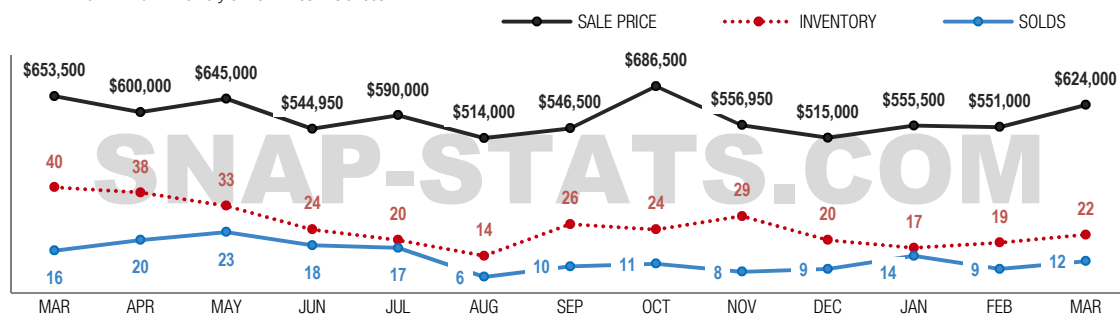 SALE PRICE INVENTORY SOLDS
$653,500 $600,000 $645,000 $544,950 $590,000 $514,000 $546,500 $686,500 $556,950 $515,000 $555,500 $551,000 $624,000
SNAP-STATS.COM
40 38 33 24 20 14 26 24 29 20 17 19 22
16 20 23 18 17 6 10 11 8 9 14 9 12
MAR APR MAY JUN JUL AUG SEP OCT NOV DEC JAN FEB MAR